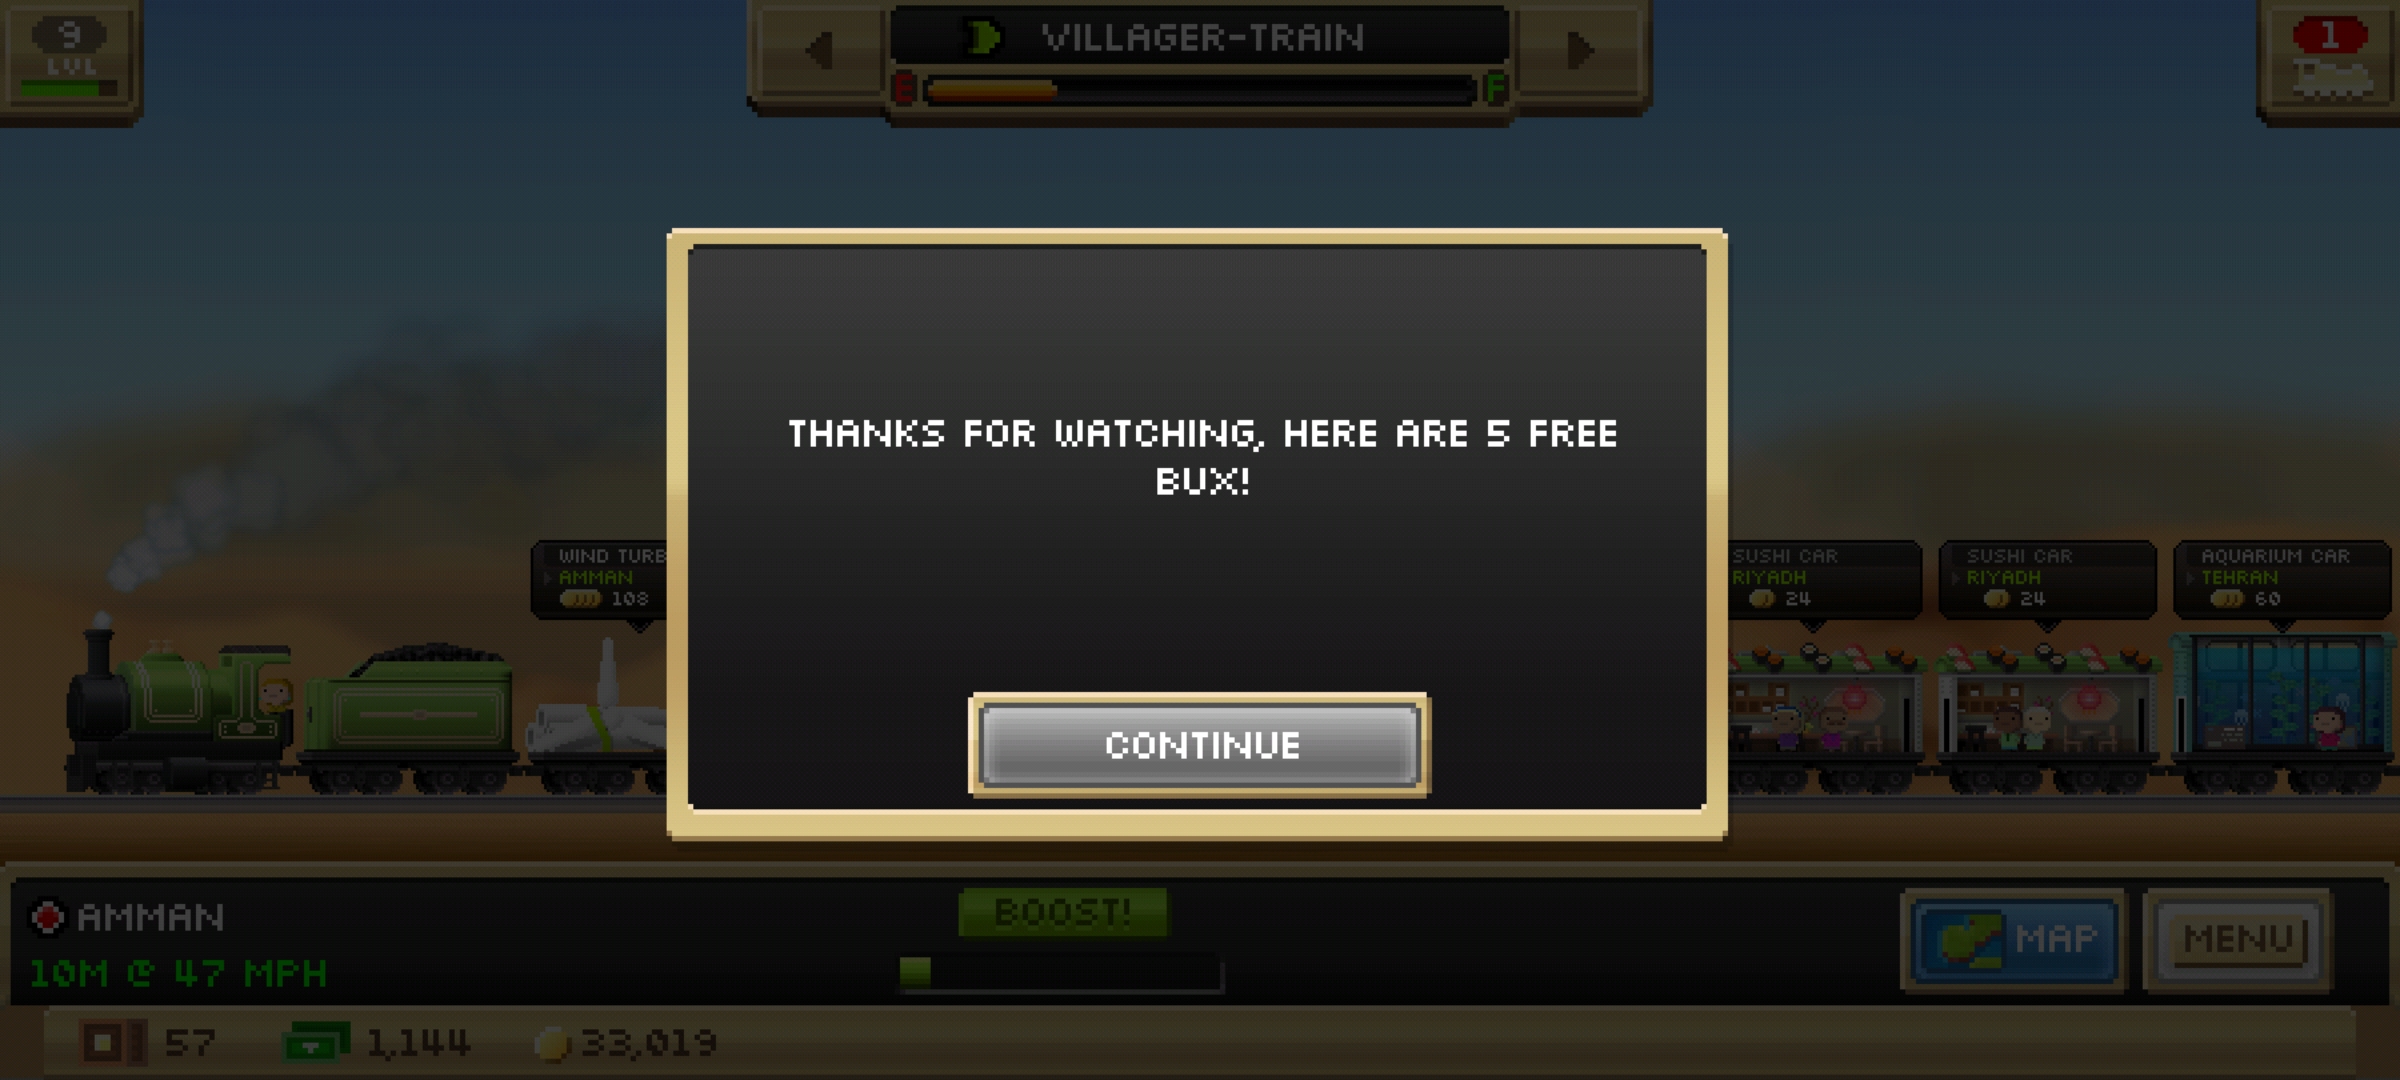 9
LVL
VILLAGER-TRAIN
E F
1
THANKS FOR WATCHING, HERE ARE 5 FREE
BUX!
CONTINUE
WIND TURB
AMMAN
108
SUSHI CAR
RIYADH
24
SUSHI CAR
RIYADH
24
AQUARIUM CAR
TEHRAN
60
AMMAN
10M @ 47 MPH
BOOST!
MAP
MENU
57 1,144 33,019